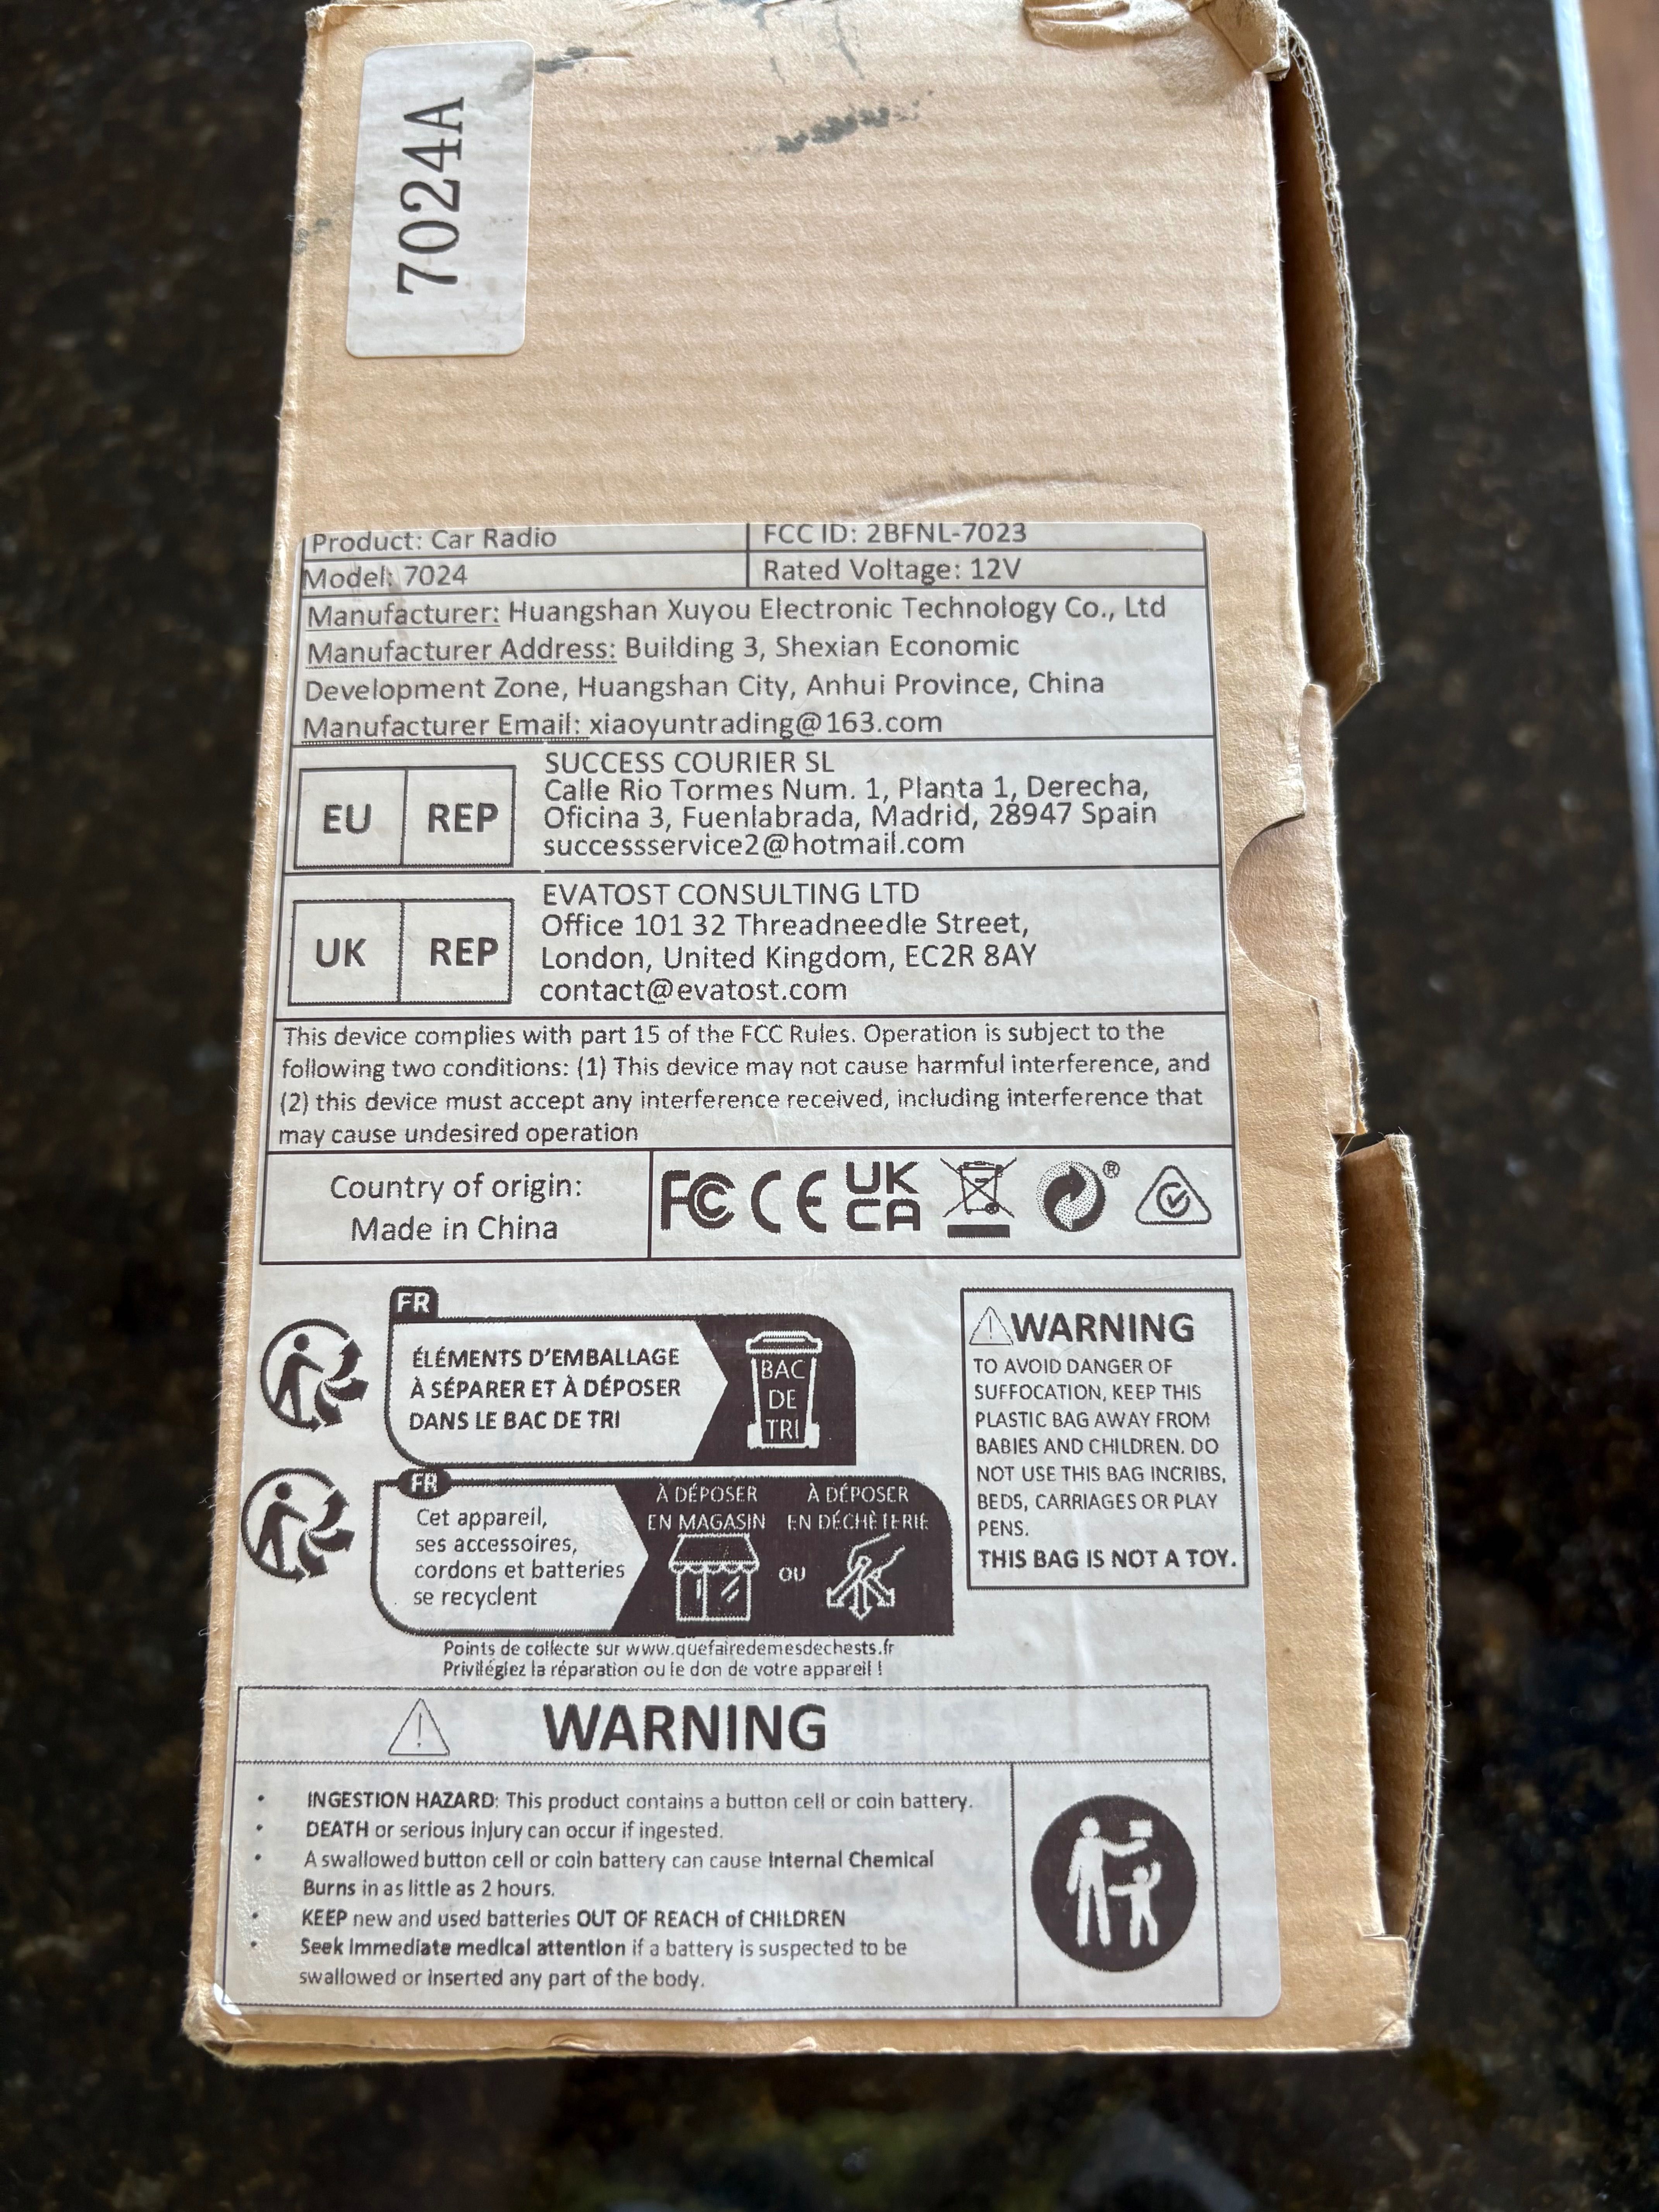 7024A
Product: Car Radio
FCC ID: 2BFNL-7023
Model: 7024
Rated Voltage: 12V
Manufacturer: Huangshan Xuyou Electronic Technology Co., Ltd
Manufacturer Address: Building 3, Shexian Economic
Development Zone, Huangshan City, Anhui Province, China
Manufacturer Email: xiaoyuntrading@163.com
EU REP
SUCCESS COURIER SL
Calle Rio Tormes Num. 1, Planta 1, Derecha,
Oficina 3, Fuenlabrada, Madrid, 28947 Spain
successservice2@hotmail.com
UK REP
EVATOST CONSULTING LTD
Office 101 32 Threadneedle Street,
London, United Kingdom, EC2R 8AY
contact@evatost.com
This device complies with part 15 of the FCC Rules. Operation is subject to the
following two conditions: (1) This device may not cause harmful interference, and
(2) this device must accept any interference received, including interference that
may cause undesired operation
Country of origin:
Made in China
FC CE UK
CA
®
FR
ÉLÉMENTS D'EMBALLAGE
À SÉPARER ET À DÉPOSER
DANS LE BAC DE TRI
BAC
DE
TRI
FR
Cet appareil,
ses accessoires,
cordons et batteries
se recyclent
À DÉPOSER
EN MAGASIN
OU
À DÉPOSER
EN DÉCHÈTERIE
Points de collecte sur www.quefairedemesdechests.fr
Privilégiez la réparation ou le don de votre appareil !
WARNING
TO AVOID DANGER OF
SUFFOCATION, KEEP THIS
PLASTIC BAG AWAY FROM
BABIES AND CHILDREN. DO
NOT USE THIS BAG INCRIBS,
BEDS, CARRIAGES OR PLAY
PENS.
THIS BAG IS NOT A TOY.
WARNING
• INGESTION HAZARD: This product contains a button cell or coin battery.
• DEATH or serious injury can occur if ingested.
• A swallowed button cell or coin battery can cause Internal Chemical
Burns in as little as 2 hours.
• KEEP new and used batteries OUT OF REACH of CHILDREN
• Seek immediate medical attention if a battery is suspected to be
swallowed or inserted any part of the body.